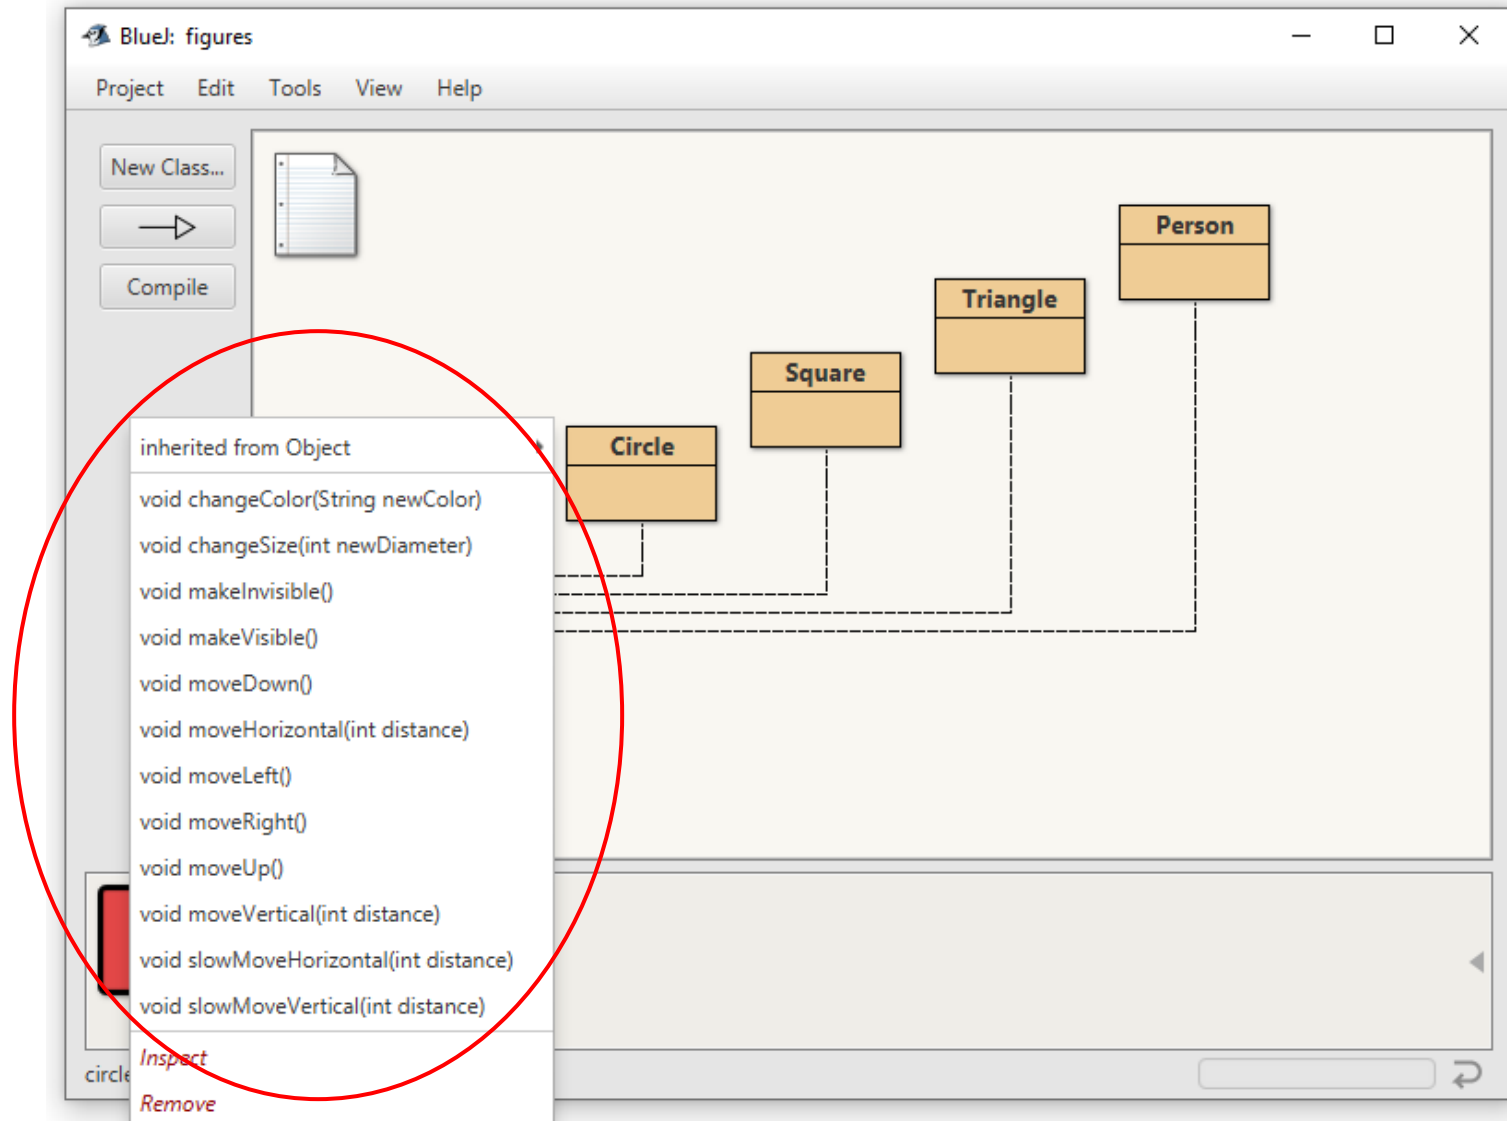 BlueJ: figures
Project Edit Tools View Help
New Class...
Compile
Person
Triangle
Square
Circle
inherited from Object
void changeColor(String newColor)
void changeSize(int newDiameter)
void makeInvisible()
void makeVisible()
void moveDown()
void moveHorizontal(int distance)
void moveLeft()
void moveRight()
void moveUp()
void moveVertical(int distance)
void slowMoveHorizontal(int distance)
void slowMoveVertical(int distance)
Inspect
circle
Remove